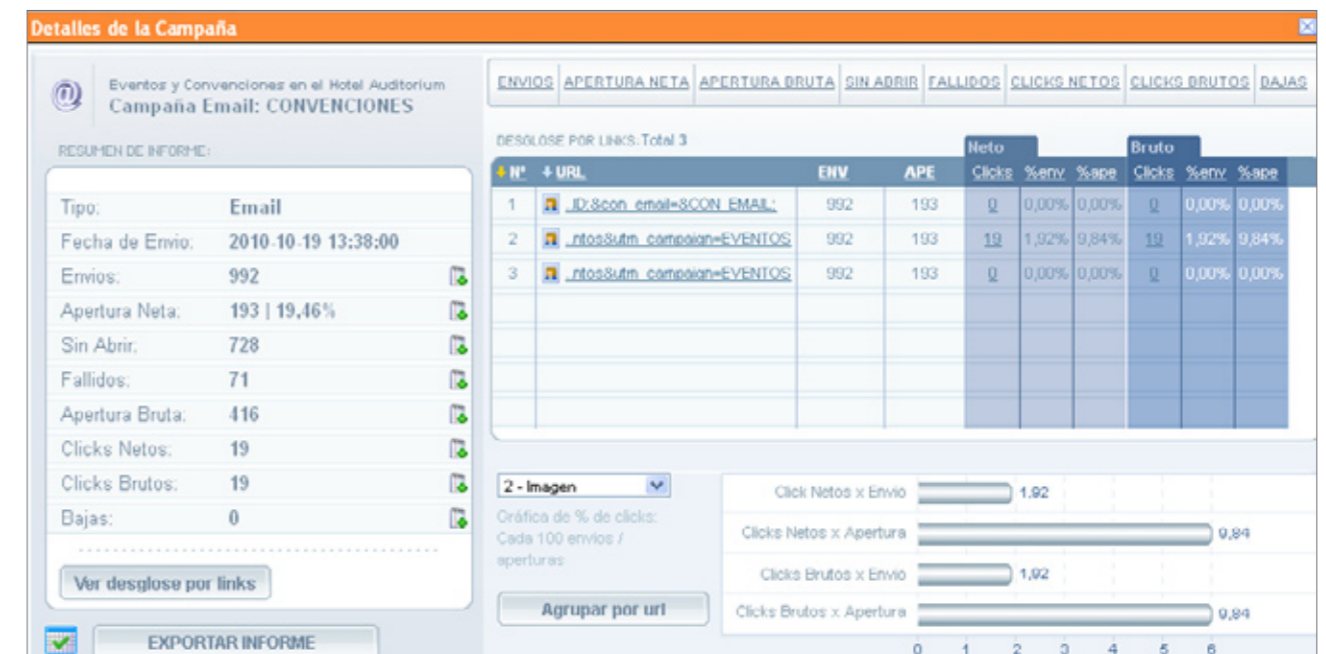 Detalles de la Campaña
Eventos y Convenciones en el Hotel Auditorium
Campaña Email: CONVENCIONES
RESUMEN DE INFORME:
Tipo: Email
Fecha de Envio: 2010-10-19 13:38:00
Envios: 992
Apertura Neta: 193 | 19,46%
Sin Abrir: 728
Fallidos: 71
Apertura Bruta: 416
Clicks Netos: 19
Clicks Brutos: 19
Bajas: 0
Ver desglose por links
EXPORTAR INFORME
ENVIOS APERTURA NETA APERTURA BRUTA SIN ABRIR FALLIDOS CLICKS NETOS CLICKS BRUTOS BAJAS
DESGLOSE POR LINKS: Total 3
Neto Bruto
Nº URL ENV APE Clicks %env %ape Clicks %env %ape
1 ..ID:&con_email=&CON_EMAIL: 992 193 0 0,00% 0,00% 0 0,00% 0,00%
2 ..ntos&utm_campaign=EVENTOS 992 193 19 1,92% 9,84% 19 1,92% 9,84%
3 ..ntos&utm_campaign=EVENTOS 992 193 0 0,00% 0,00% 0 0,00% 0,00%
2 - Imagen
Gráfica de % de clicks:
Cada 100 envios /
aperturas
Agrupar por url
Click Netos x Envio 1.92
Clicks Netos x Apertura 9,84
Clicks Brutos x Envio 1,92
Clicks Brutos x Apertura 9,84
0 1 2 3 4 5 6